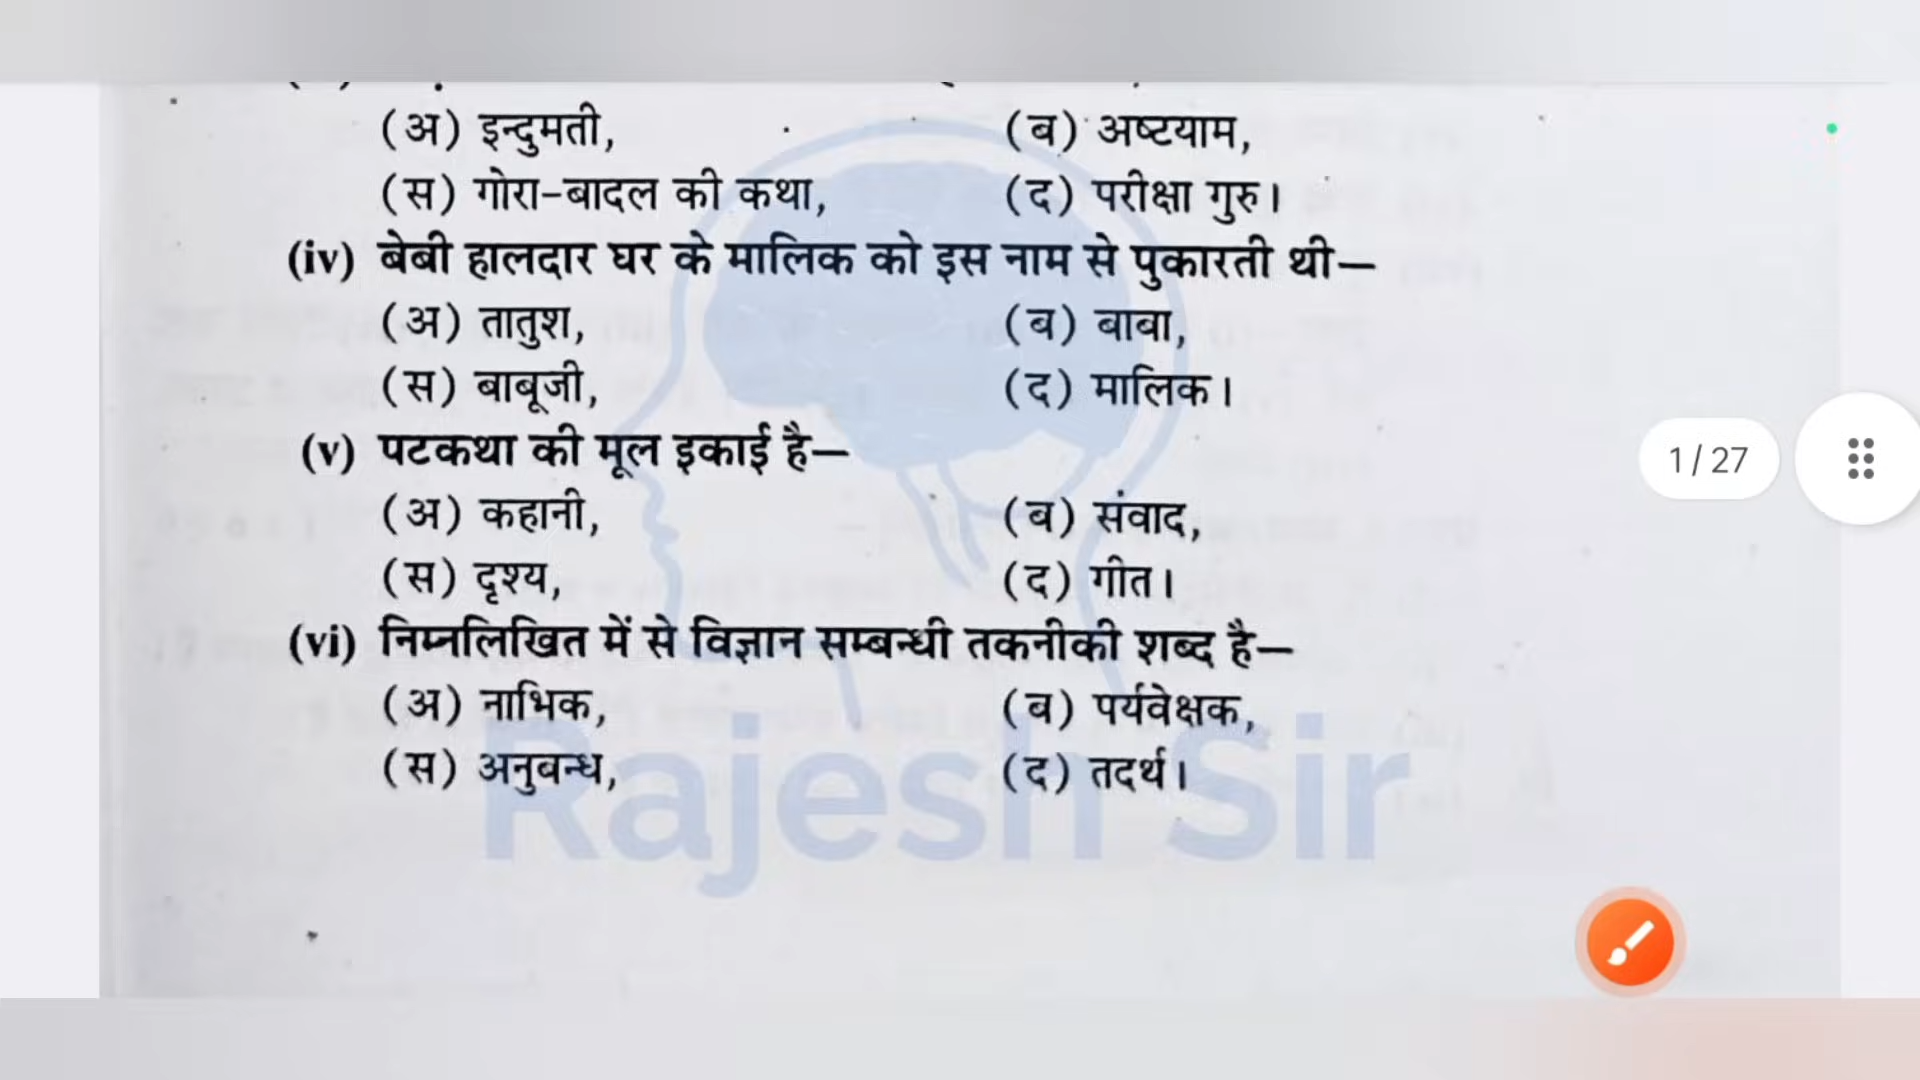 (अ) इन्दुमती, (ब) अष्टयाम,
(स) गोरा-बादल की कथा, (द) परीक्षा गुरु।
(iv) बेबी हालदार घर के मालिक को इस नाम से पुकारती थी—
(अ) तातुश, (ब) बाबा,
(स) बाबूजी, (द) मालिक।
(v) पटकथा की मूल इकाई है—
(अ) कहानी, (ब) संवाद,
(स) दृश्य, (द) गीत।
1/27
(vi) निम्नलिखित में से विज्ञान सम्बन्धी तकनीकी शब्द है—
(अ) नाभिक, (ब) पर्यवेक्षक,
(स) अनुबन्ध, (द) तदर्थ।
Rajesh Sir